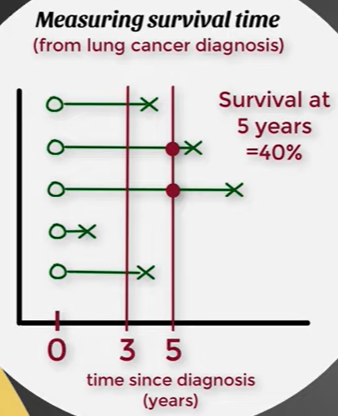 Measuring survival time
(from lung cancer diagnosis)
Survival at
5 years
=40%
0 3 5
time since diagnosis
(years)